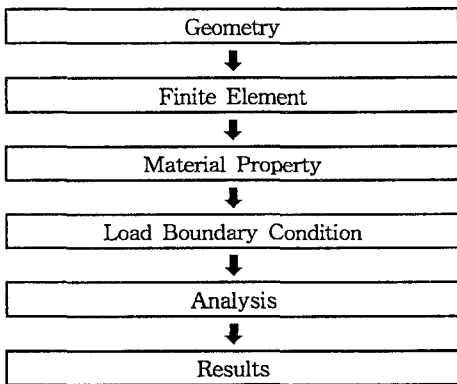 Geometry
Finite Element
Material Property
Load Boundary Condition
Analysis
Results